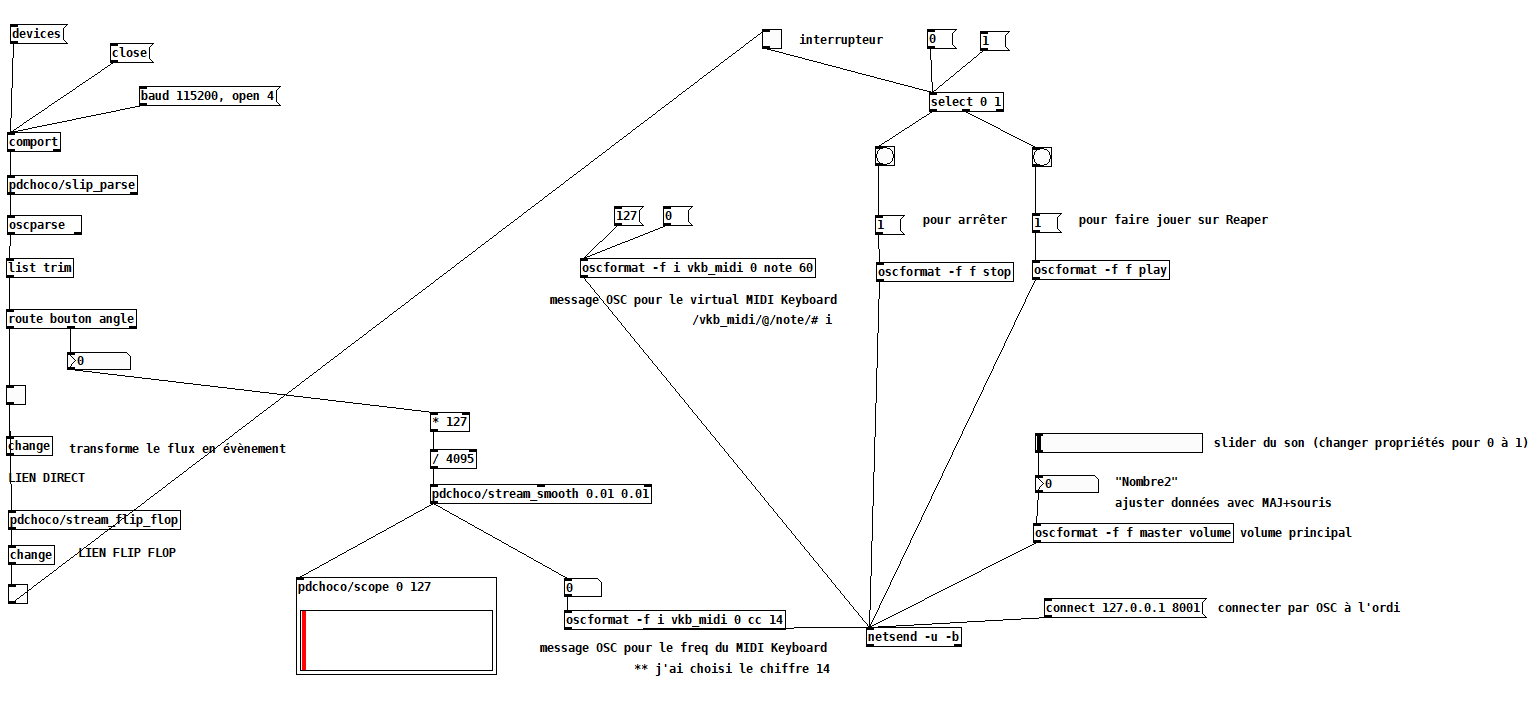 devices
close
baud 115200, open 4
comport
pdchoco/slip_parse
oscparse
list trim
route bouton angle
0
change
transforme le flux en évènement
LIEN DIRECT
pdchoco/stream_flip_flop
change
LIEN FLIP FLOP
* 127
/ 4095
pdchoco/stream_smooth 0.01 0.01
pdchoco/scope 0 127
0
oscformat -f i vkb_midi 0 cc 14
message OSC pour le freq du MIDI Keyboard
** j'ai choisi le chiffre 14
127
0
oscformat -f i vkb_midi 0 note 60
message OSC pour le virtual MIDI Keyboard
/vkb_midi/@/note/# i
interrupteur
0
1
select 0 1
1
pour arrêter
1
pour faire jouer sur Reaper
oscformat -f f stop
oscformat -f f play
slider du son (changer propriétés pour 0 à 1)
0
"Nombre2"
ajuster données avec MAJ+souris
oscformat -f f master volume
volume principal
connect 127.0.0.1 8001
connecter par OSC à l'ordi
netsend -u -b